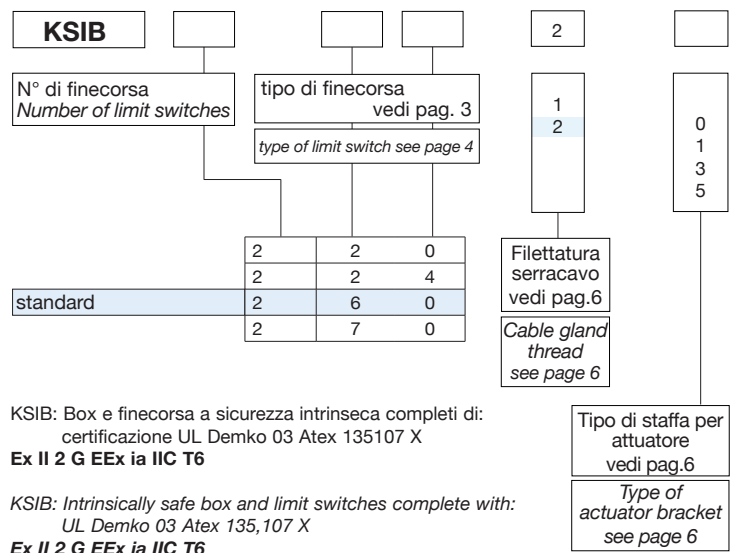 KSIB
2
N° di finecorsa
Number of limit switches
tipo di finecorsa
vedi pag. 3
type of limit switch see page 4
1
2
0
1
3
5
2 2 0
2 2 4
standard 2 6 0
2 7 0
Filettatura
serracavo
vedi pag.6
Cable gland
thread
see page 6
KSIB: Box e finecorsa a sicurezza intrinseca completi di:
certificazione UL Demko 03 Atex 135107 X
Ex II 2 G EEx ia IIC T6
KSIB: Intrinsically safe box and limit switches complete with:
UL Demko 03 Atex 135,107 X
Ex II 2 G EEx ia IIC T6
Tipo di staffa per
attuatore
vedi pag.6
Type of
actuator bracket
see page 6